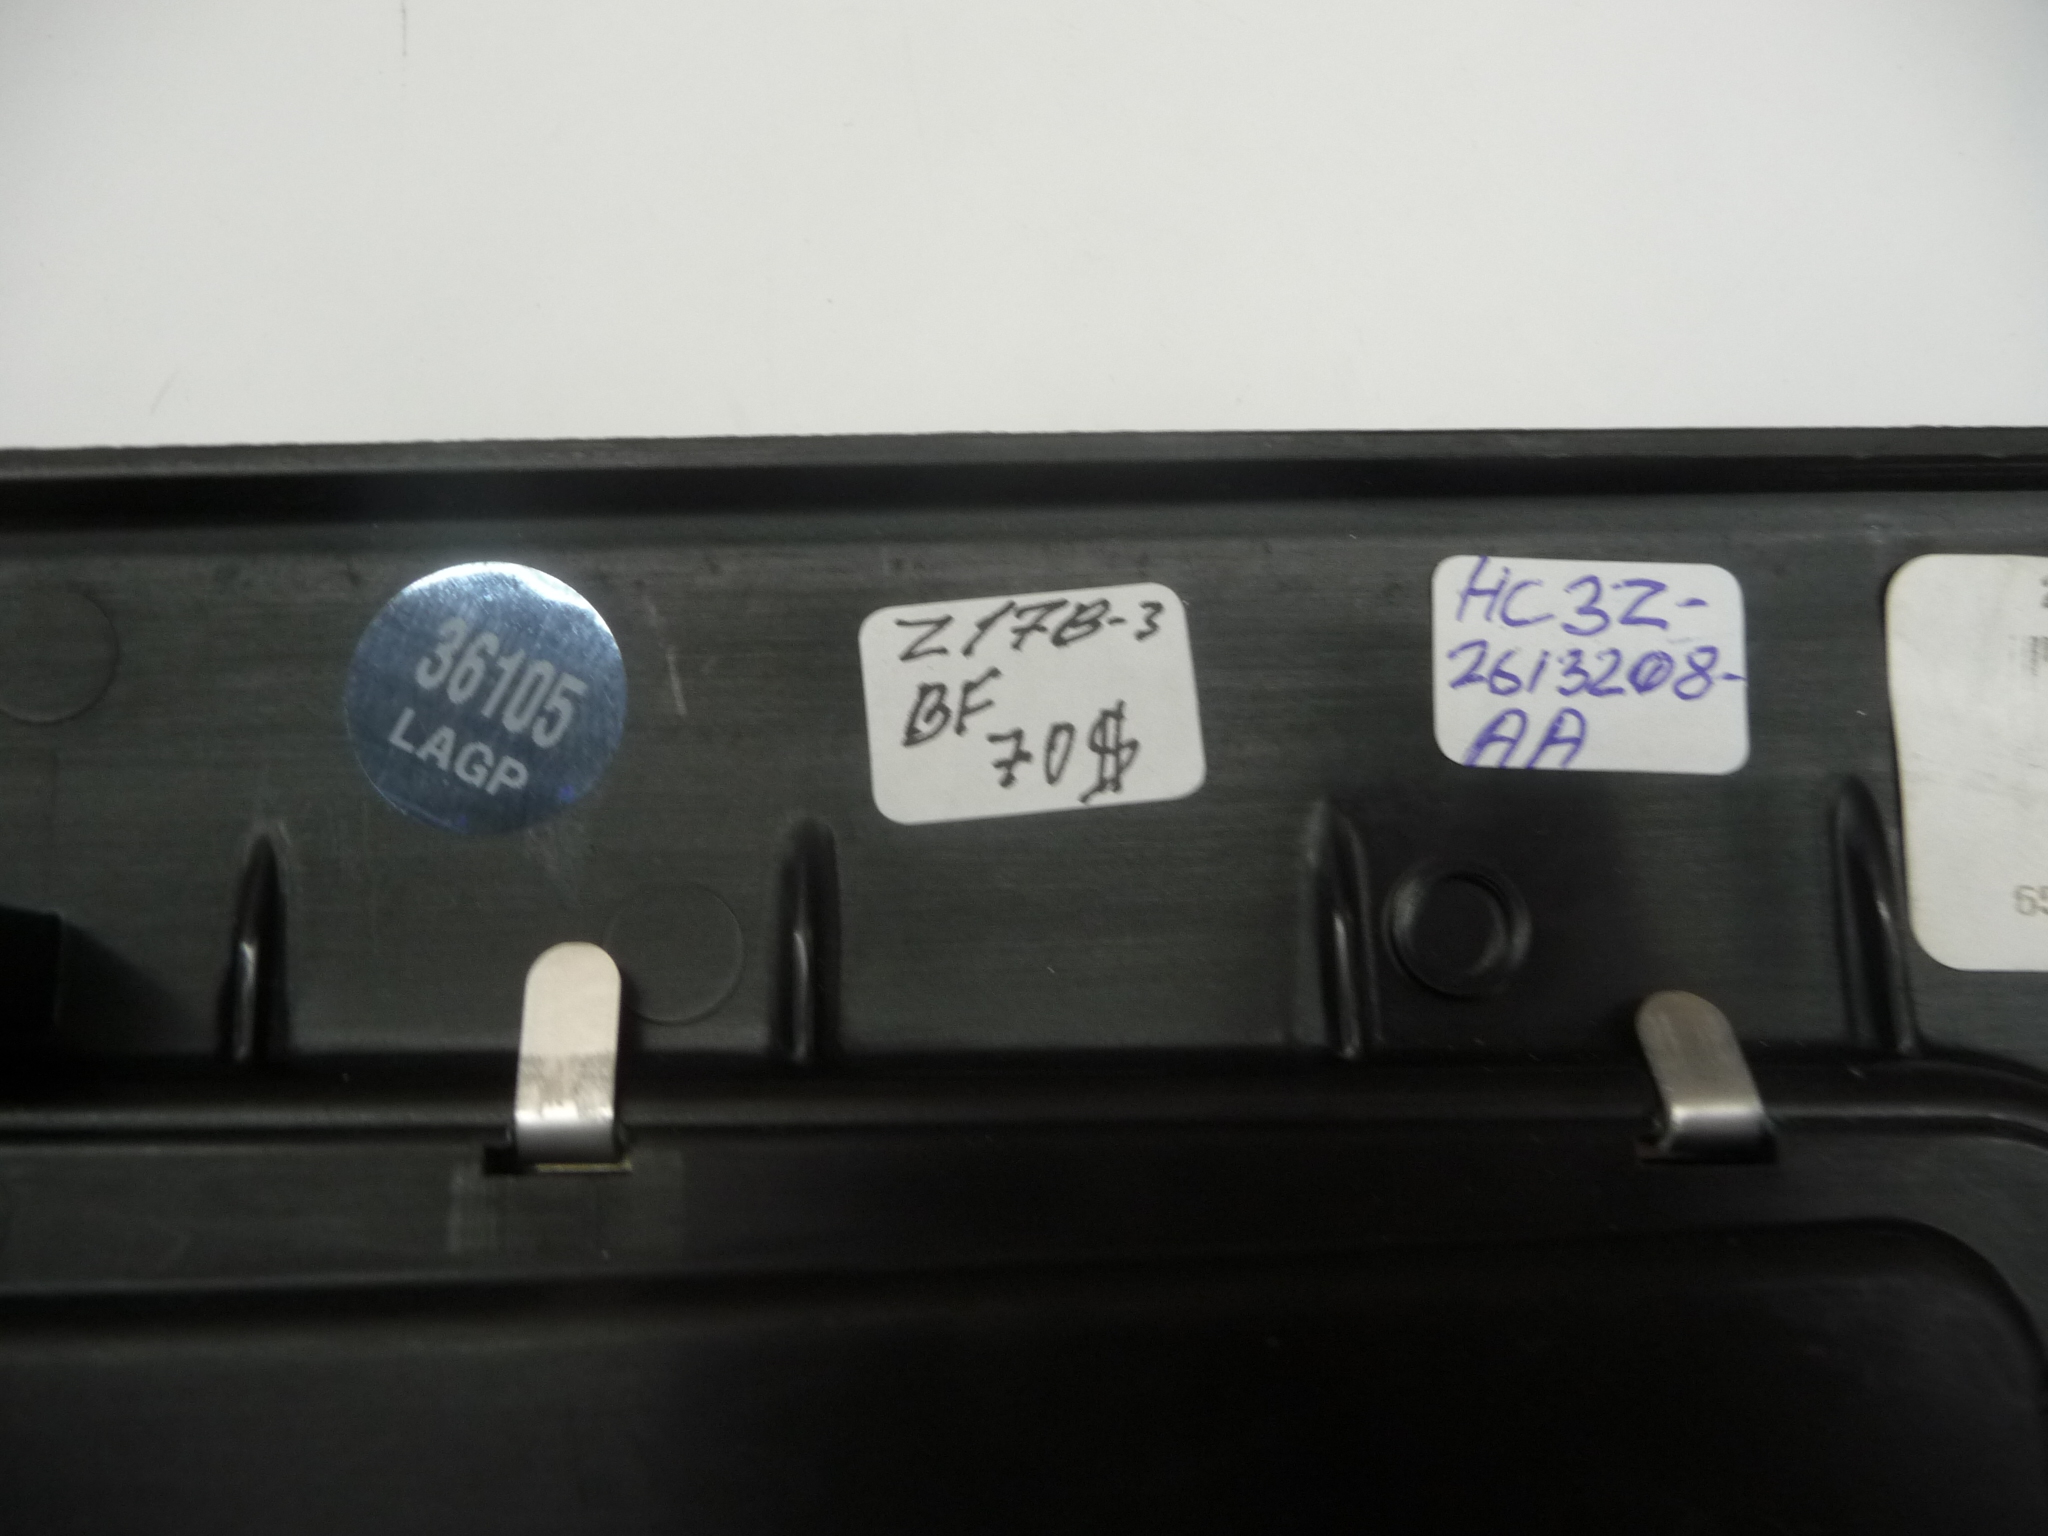 36105
LAGP
Z17B-3
BF
70$
HC3Z-
2613208-
AA